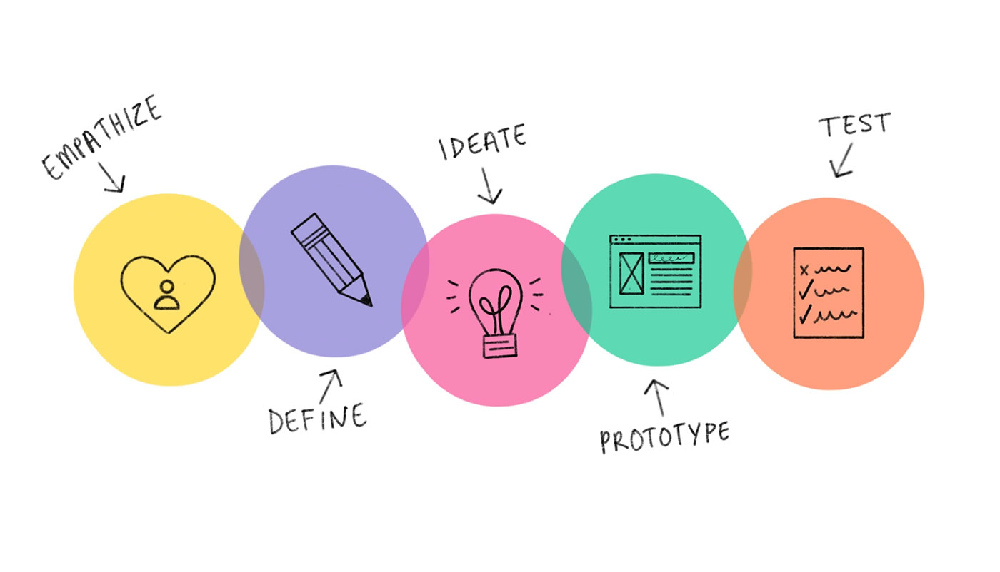 EMPATHIZE
DEFINE
IDEATE
PROTOTYPE
TEST